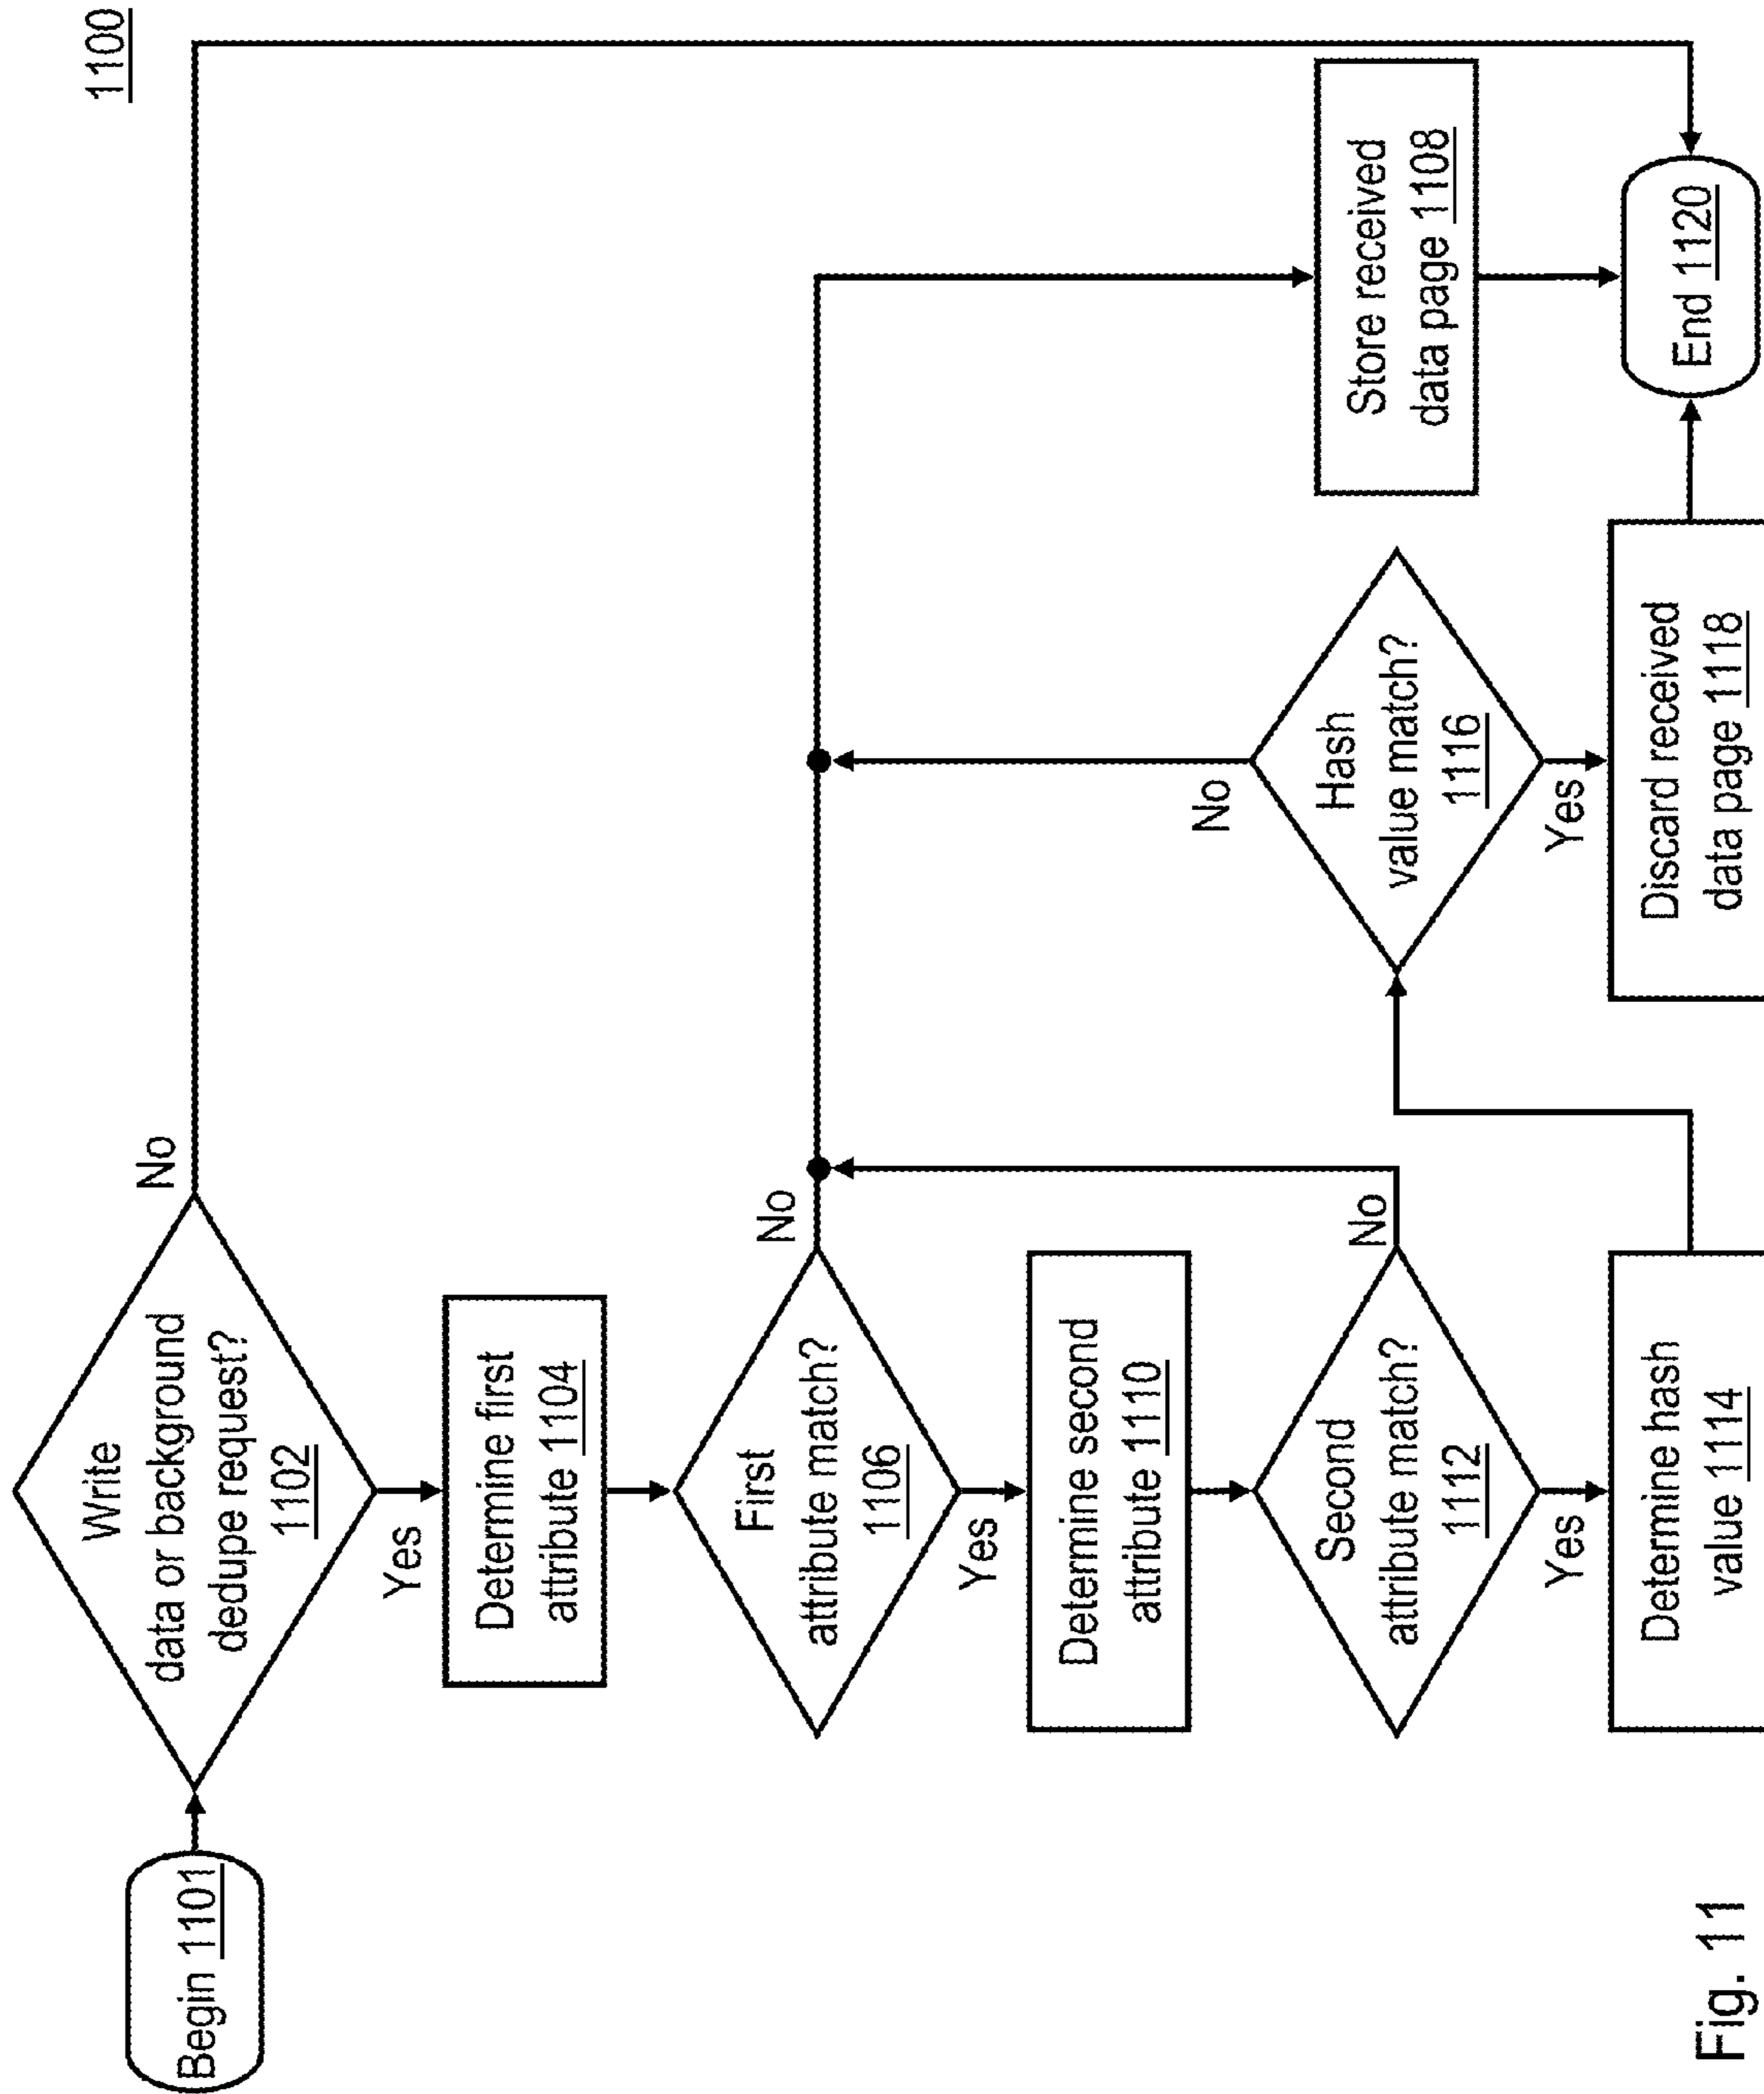 1100
Begin 1101
Write
data or background
dedupe request?
1102
No
Yes
Determine first
attribute 1104
First
attribute match?
1106
No
Yes
Determine second
attribute 1110
Second
attribute match?
1112
No
Yes
Determine hash
value 1114
Hash
value match?
1116
No
Yes
Discard received
data page 1118
Store received
data page 1108
End 1120
Fig. 11